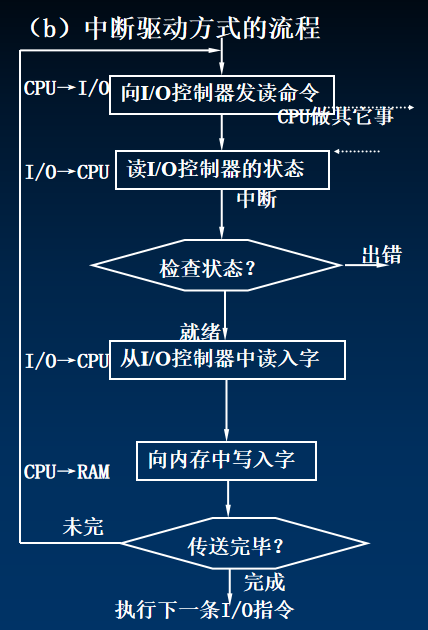 （b）中断驱动方式的流程
CPU→I/O
向I/O控制器发读命令
CPU做其它事
I/O→CPU
读I/O控制器的状态
中断
检查状态？
出错
就绪
I/O→CPU
从I/O控制器中读入字
向内存中写入字
CPU→RAM
未完
传送完毕？
完成
执行下一条I/O指令